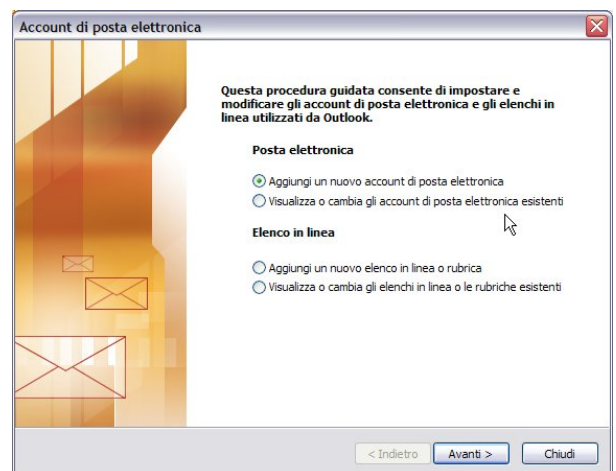 Account di posta elettronica
Questa procedura guidata consente di impostare e
modificare gli account di posta elettronica e gli elenchi in
linea utilizzati da Outlook.
Posta elettronica
Aggiungi un nuovo account di posta elettronica
Visualizza o cambia gli account di posta elettronica esistenti
Elenco in linea
Aggiungi un nuovo elenco in linea o rubrica
Visualizza o cambia gli elenchi in linea o le rubriche esistenti
< Indietro Avanti > Chiudi